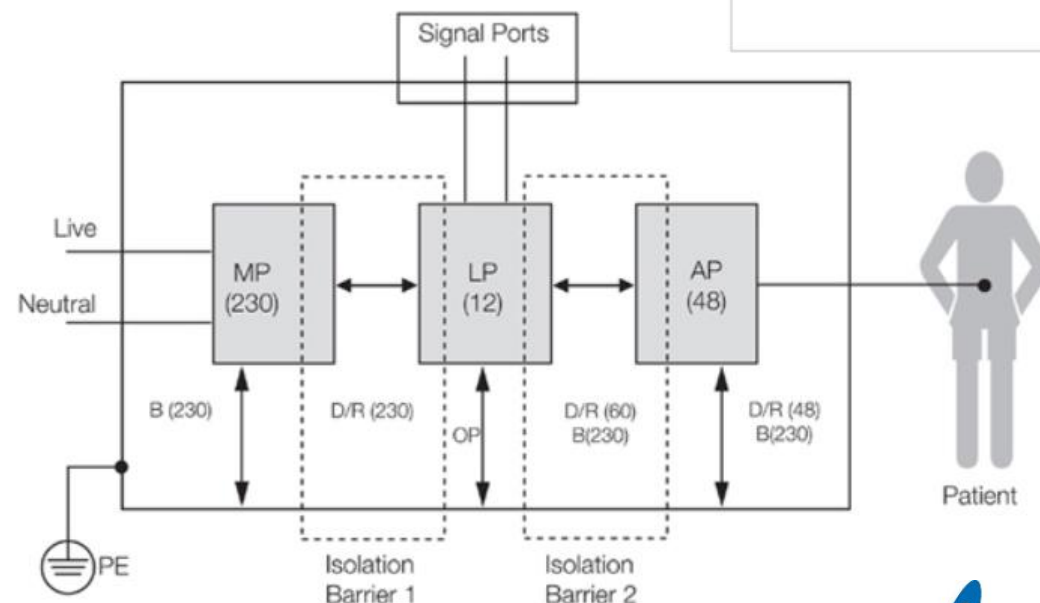 Signal Ports
Live
Neutral
MP
(230)
LP
(12)
AP
(48)
B (230)
D/R (230)
OP
D/R (60)
B(230)
D/R (48)
B(230)
Patient
PE
Isolation
Barrier 1
Isolation
Barrier 2